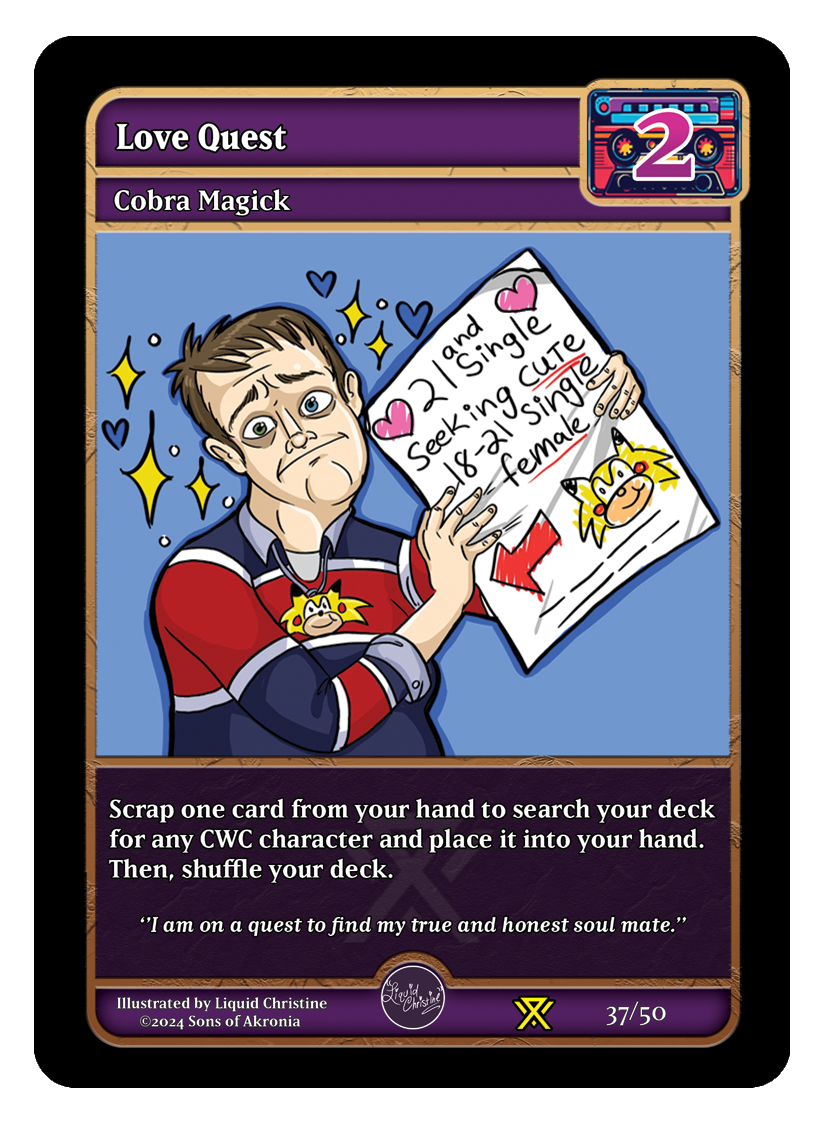 Love Quest
2
Cobra Magick
21 and
Single
Seeking CUTE
18-21 Single
female
Scrap one card from your hand to search your deck
for any CWC character and place it into your hand.
Then, shuffle your deck.
‘’I am on a quest to find my true and honest soul mate.’’
Illustrated by Liquid Christine
©2024 Sons of Akronia
Liquid
Christine
37/50